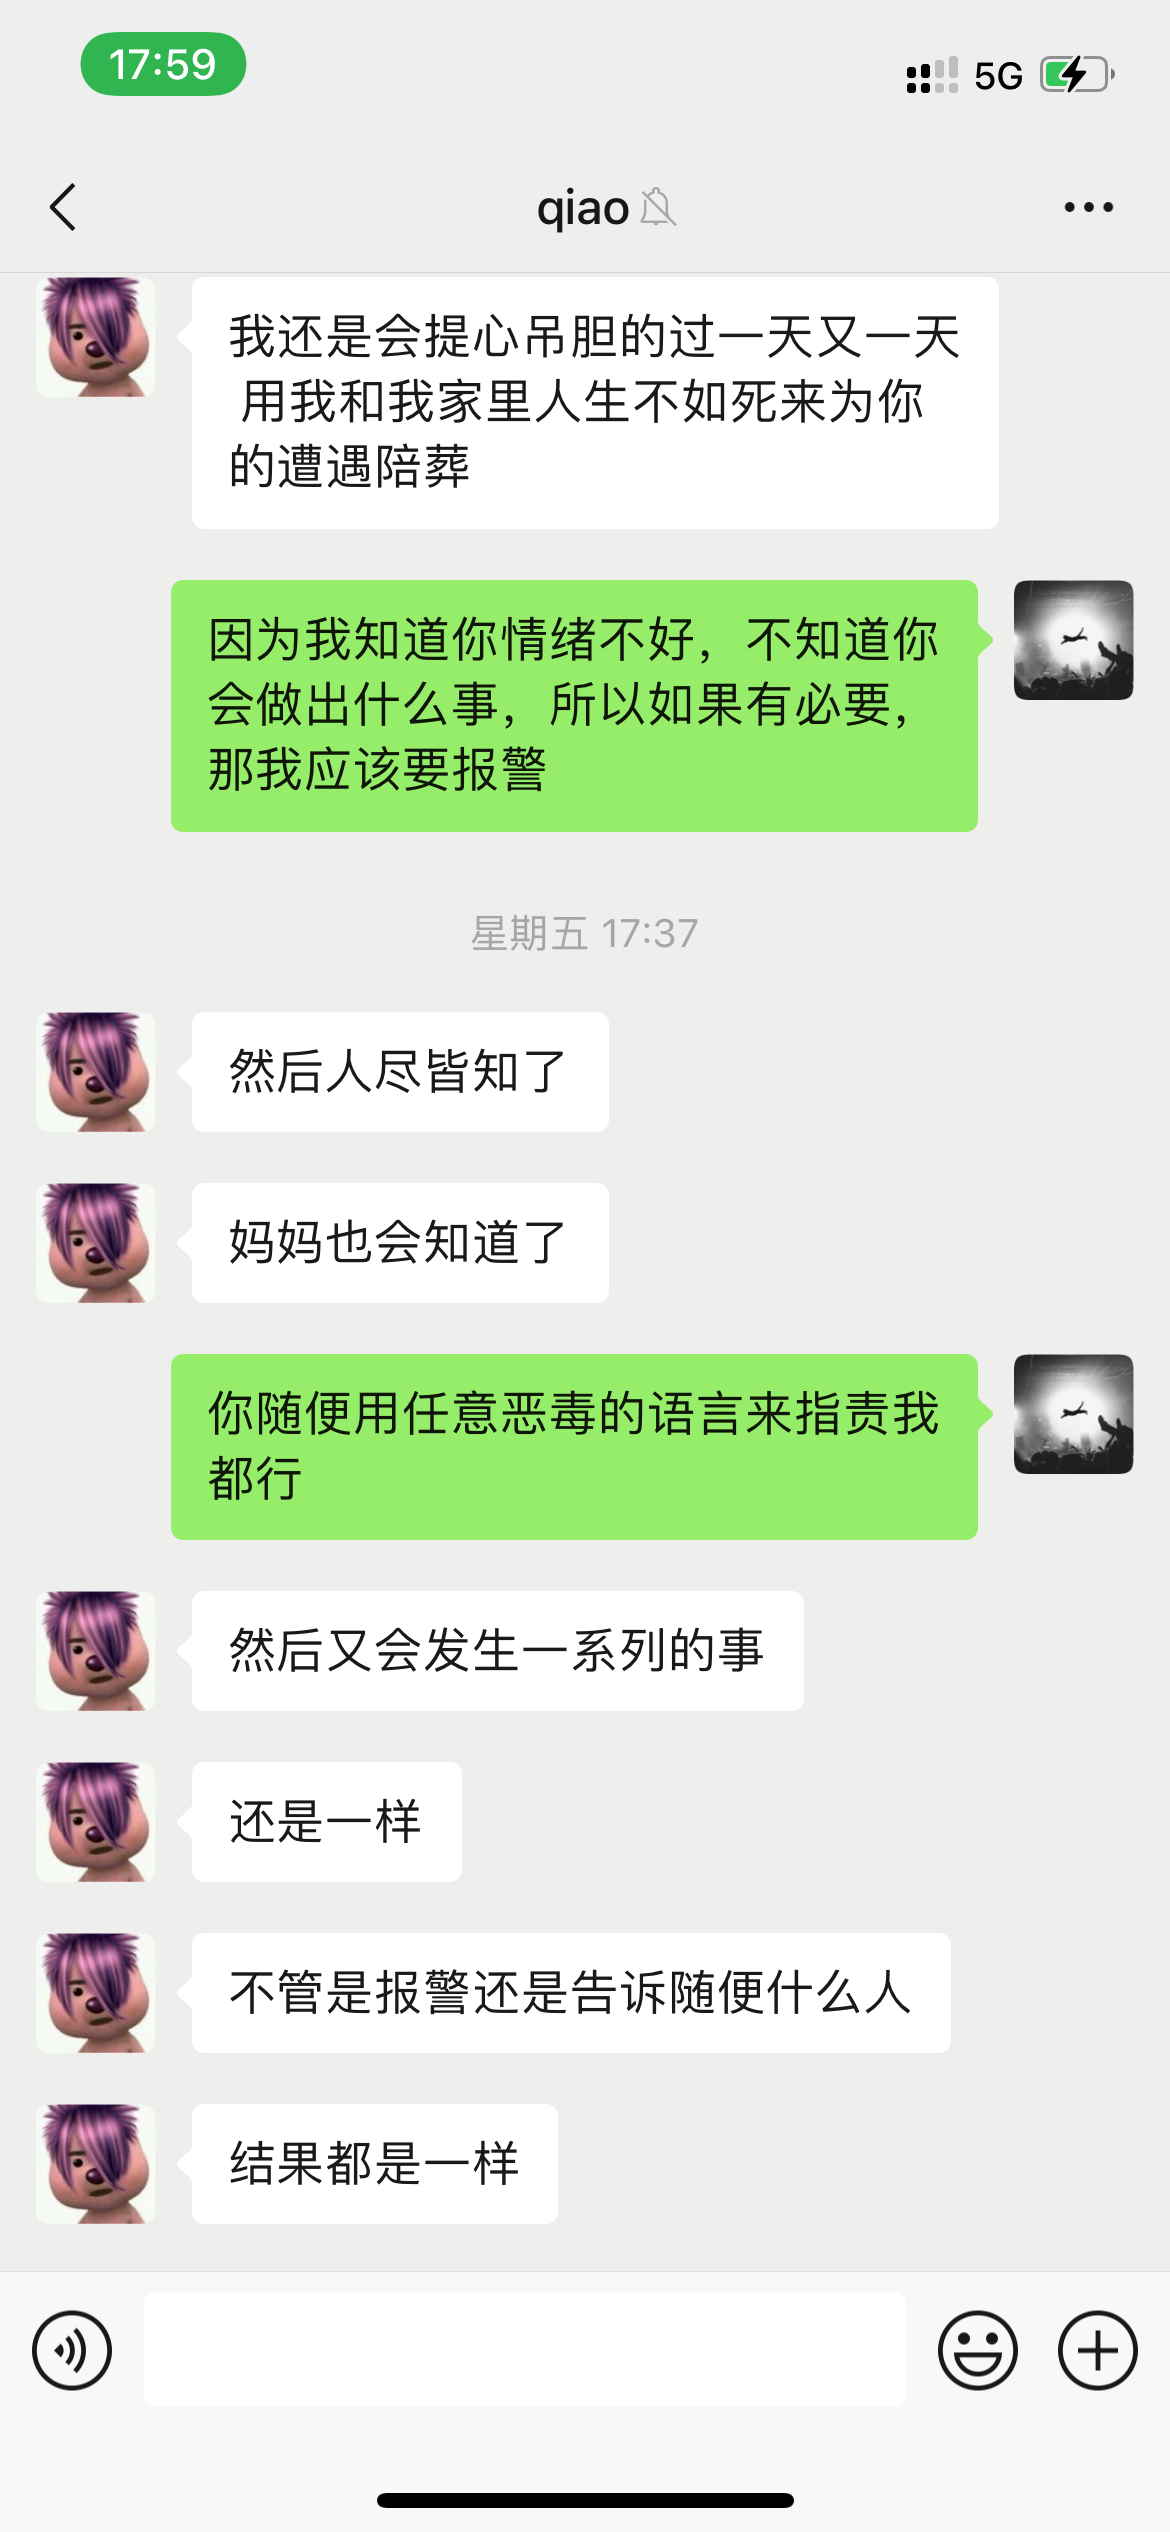 17:59
5G
qiao
我还是会提心吊胆的过一天又一天
用我和我家里人生不如死来为你
的遭遇陪葬
因为我知道你情绪不好，不知道你
会做出什么事，所以如果有必要，
那我应该要报警
星期五 17:37
然后人尽皆知了
妈妈也会知道了
你随便用任意恶毒的语言来指责我
都行
然后又会发生一系列的事
还是一样
不管是报警还是告诉随便什么人
结果都是一样